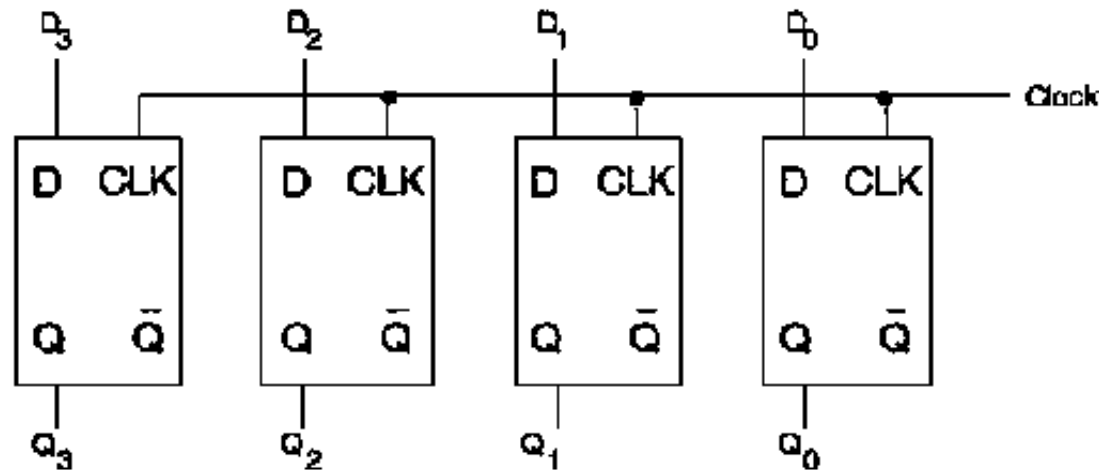 D₃ D₂ D₁ D₀
Clock
D CLK D CLK D CLK D CLK
Q Q̄ Q Q̄ Q Q̄ Q Q̄
Q₃ Q₂ Q₁ Q₀